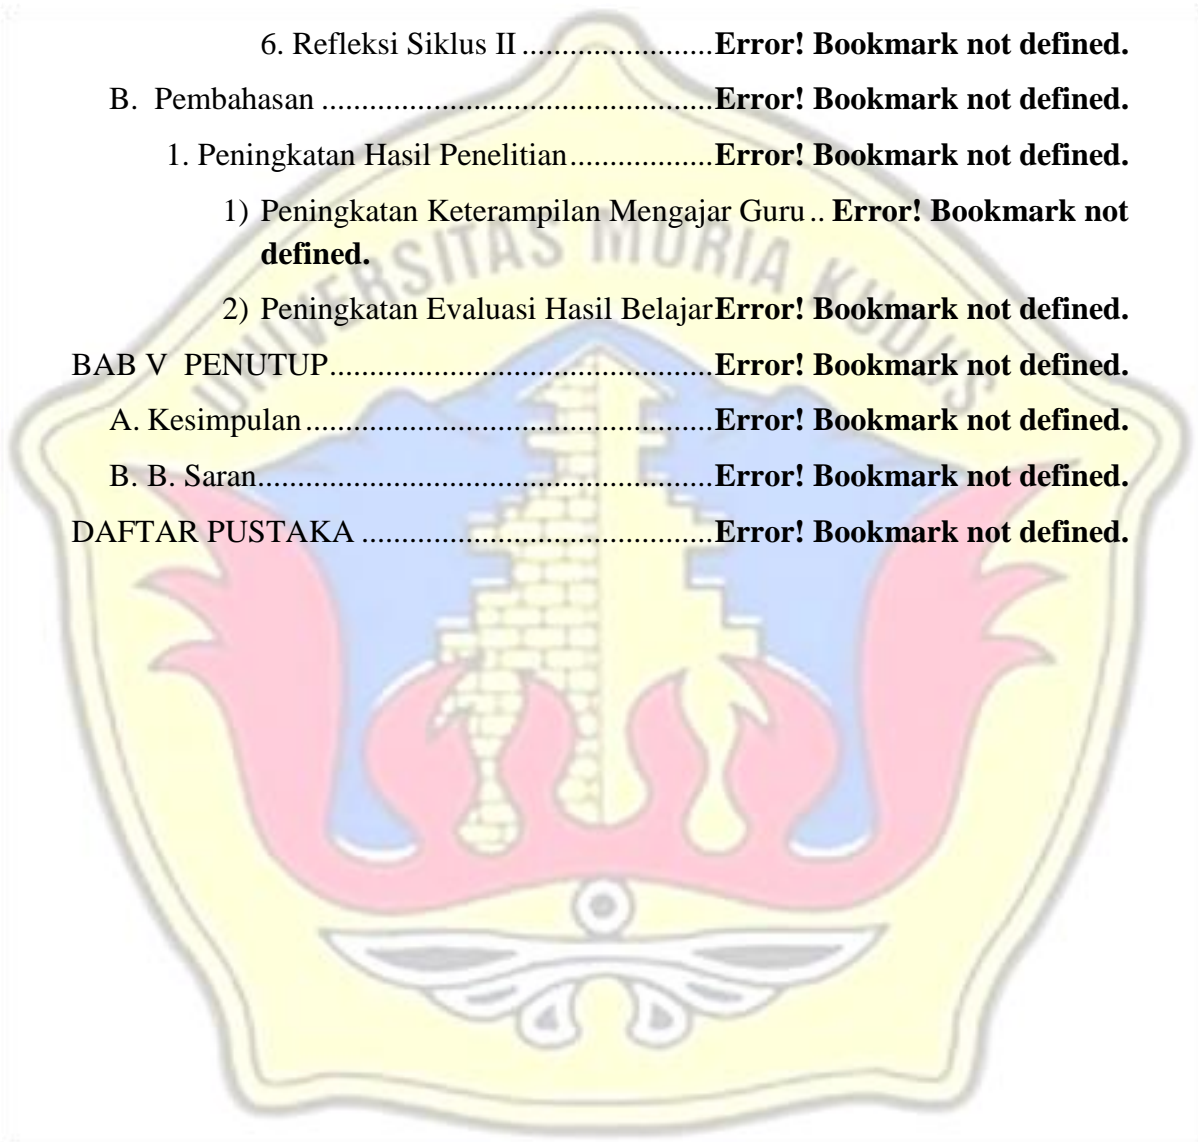 6. Refleksi Siklus II ........................Error! Bookmark not defined.
B. Pembahasan .................................................Error! Bookmark not defined.
1. Peningkatan Hasil Penelitian..................Error! Bookmark not defined.
1) Peningkatan Keterampilan Mengajar Guru.. Error! Bookmark not
defined.
2) Peningkatan Evaluasi Hasil BelajarError! Bookmark not defined.
BAB V PENUTUP................................................Error! Bookmark not defined.
A. Kesimpulan...................................................Error! Bookmark not defined.
B. B. Saran.........................................................Error! Bookmark not defined.
DAFTAR PUSTAKA ............................................Error! Bookmark not defined.
UNIVERSITAS MURIA KUDUS